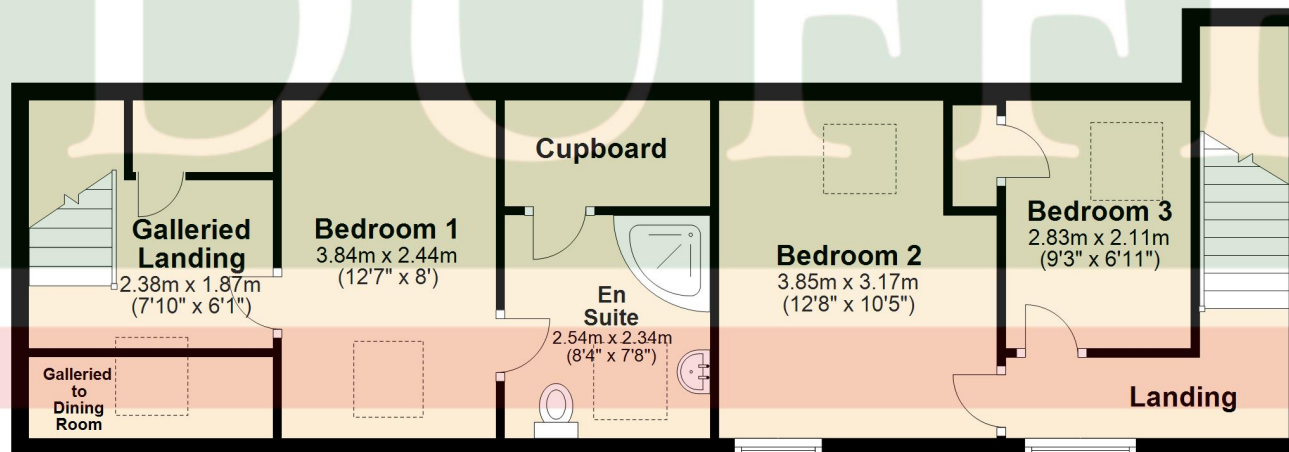 Galleried
Landing
2.38m x 1.87m
(7'10" x 6'1")
Galleried
to
Dining
Room
Bedroom 1
3.84m x 2.44m
(12'7" x 8')
Cupboard
En
Suite
2.54m x 2.34m
(8'4" x 7'8")
Bedroom 2
3.85m x 3.17m
(12'8" x 10'5")
Bedroom 3
2.83m x 2.11m
(9'3" x 6'11")
Landing